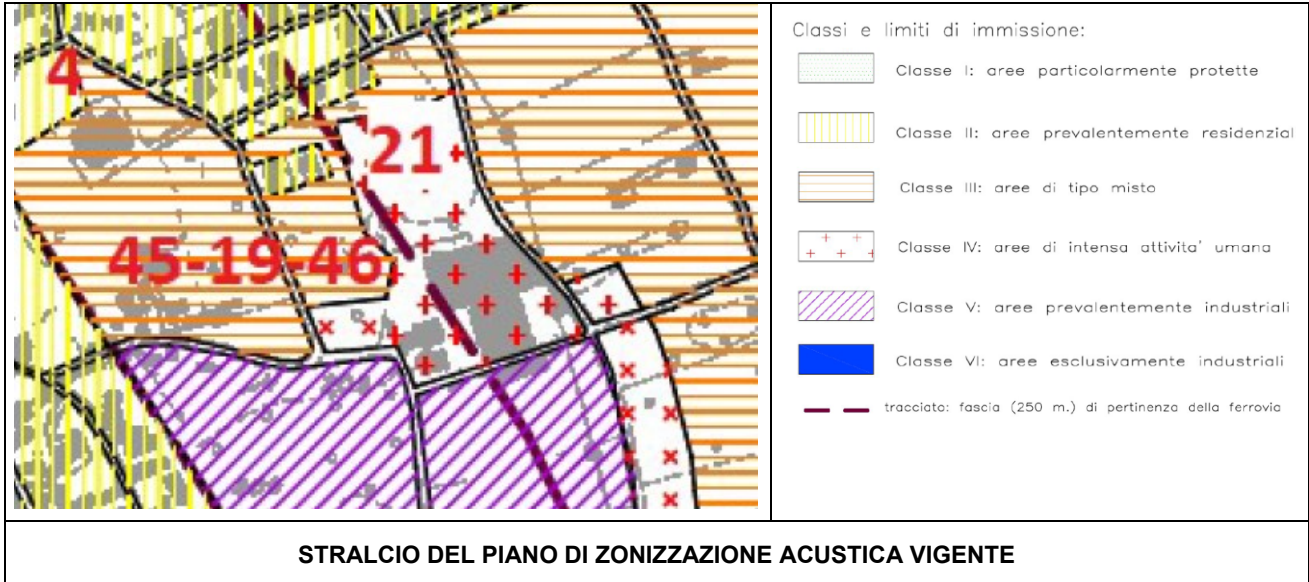 4
21
45-19-46
Classi e limiti di immissione:
Classe I: aree particolarmente protette
Classe II: aree prevalentemente residenzial
Classe III: aree di tipo misto
Classe IV: aree di intensa attivita' umana
Classe V: aree prevalentemente industriali
Classe VI: aree esclusivamente industriali
tracciato: fascia (250 m.) di pertinenza della ferrovia
STRALCIO DEL PIANO DI ZONIZZAZIONE ACUSTICA VIGENTE